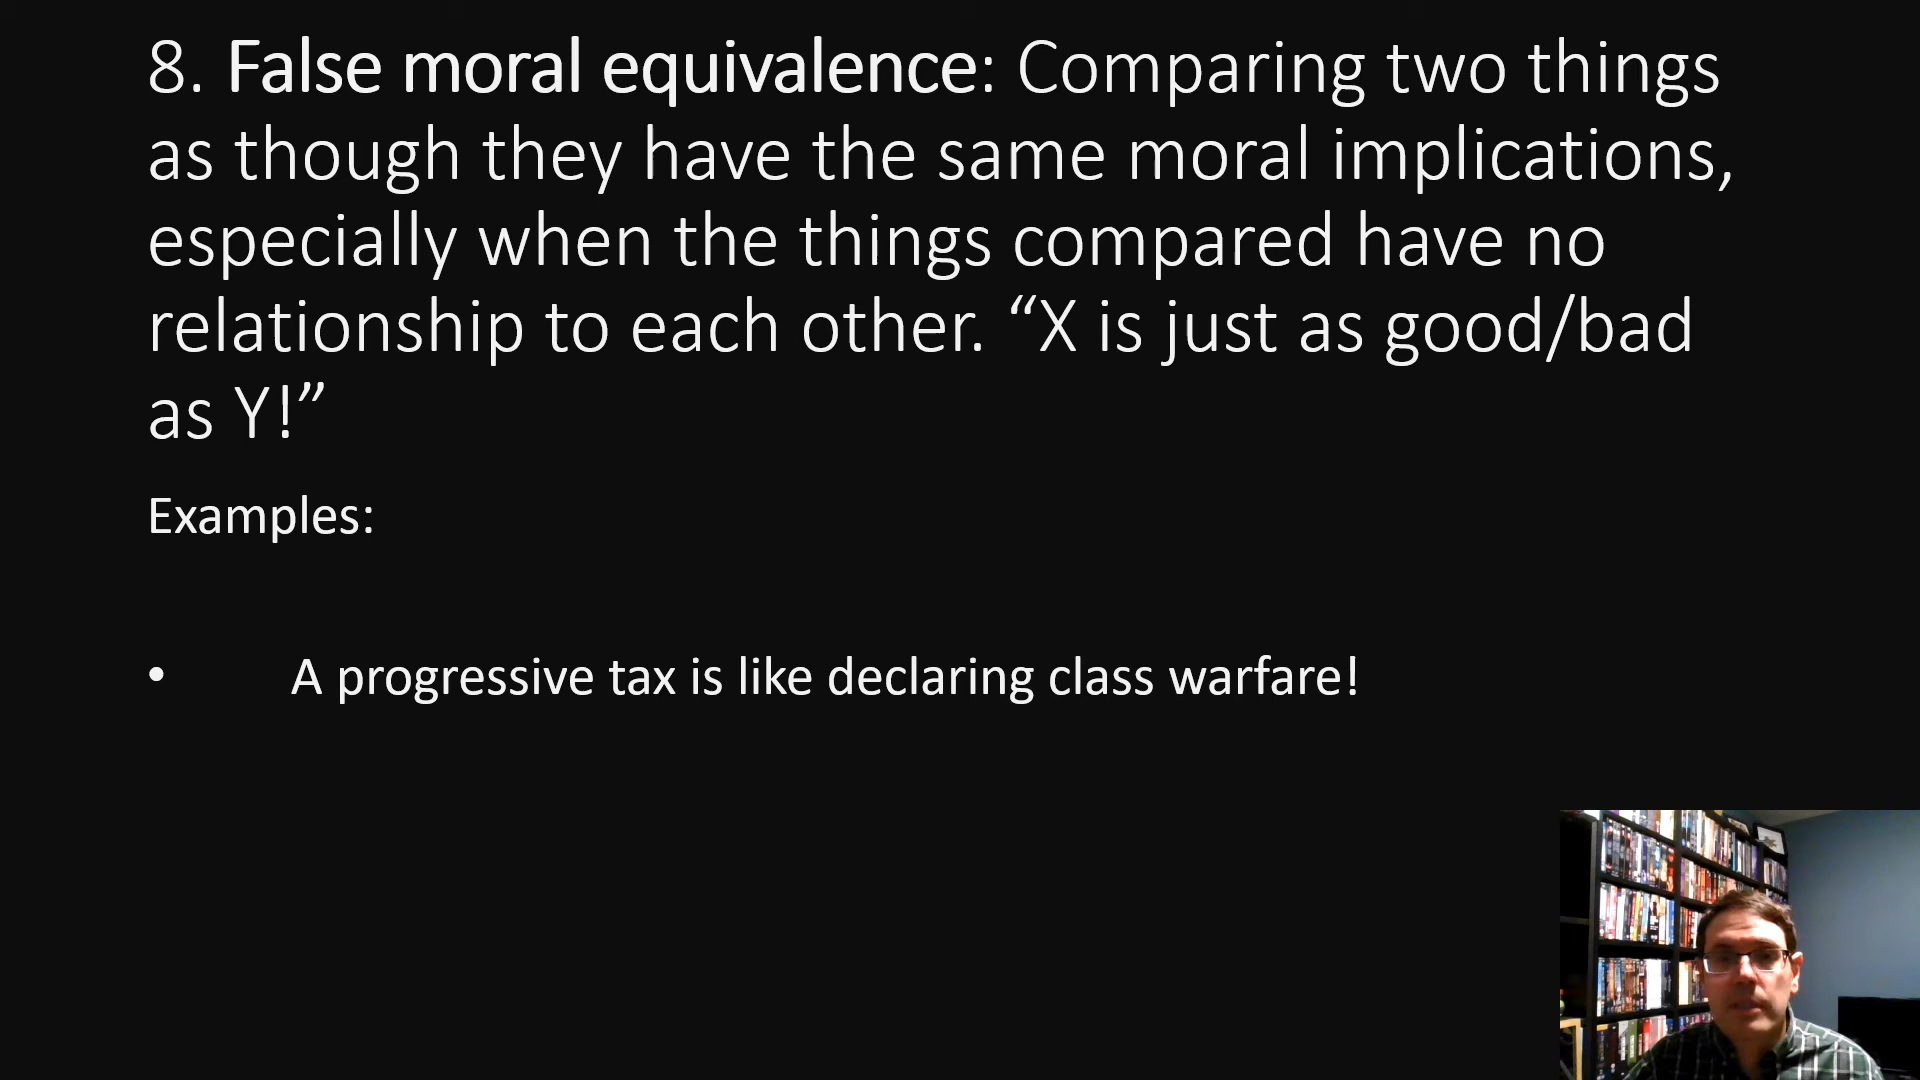 8. False moral equivalence: Comparing two things
as though they have the same moral implications,
especially when the things compared have no
relationship to each other. “X is just as good/bad
as Y!”
Examples:
• A progressive tax is like declaring class warfare!